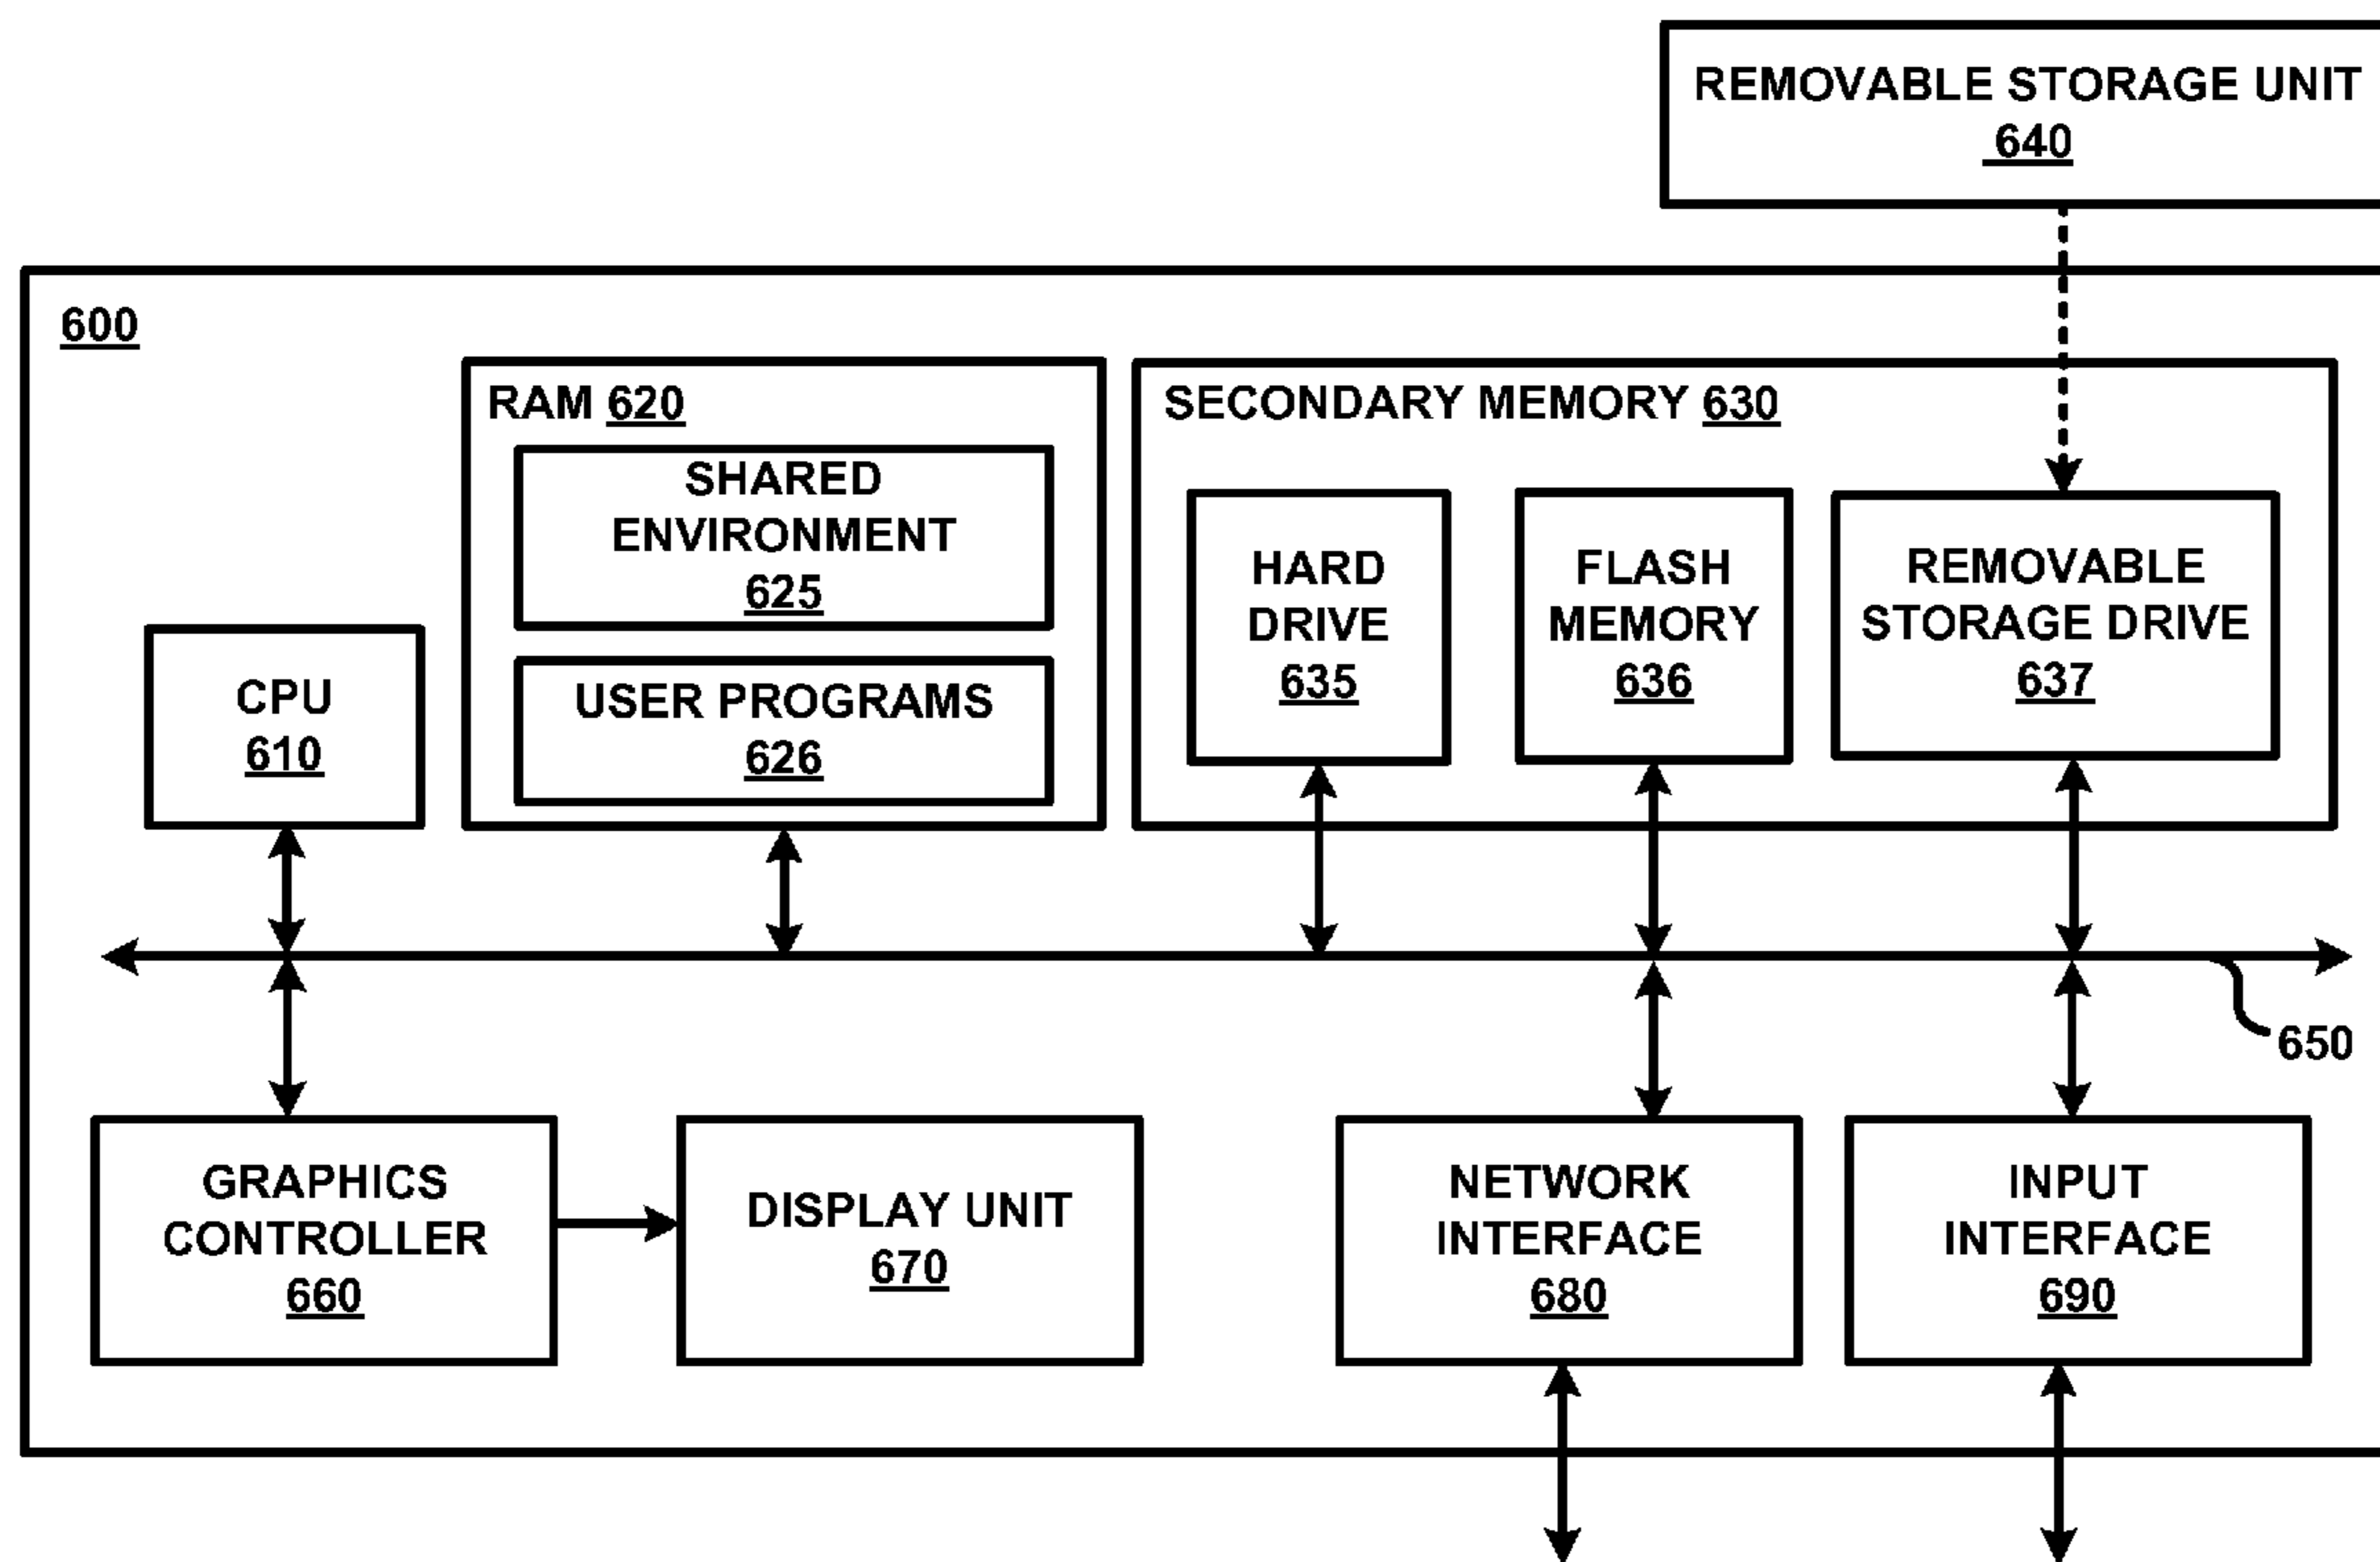 REMOVABLE STORAGE UNIT
640
600
RAM 620
SHARED
ENVIRONMENT
625
USER PROGRAMS
626
SECONDARY MEMORY 630
HARD
DRIVE
635
FLASH
MEMORY
636
REMOVABLE
STORAGE DRIVE
637
CPU
610
650
GRAPHICS
CONTROLLER
660
DISPLAY UNIT
670
NETWORK
INTERFACE
680
INPUT
INTERFACE
690